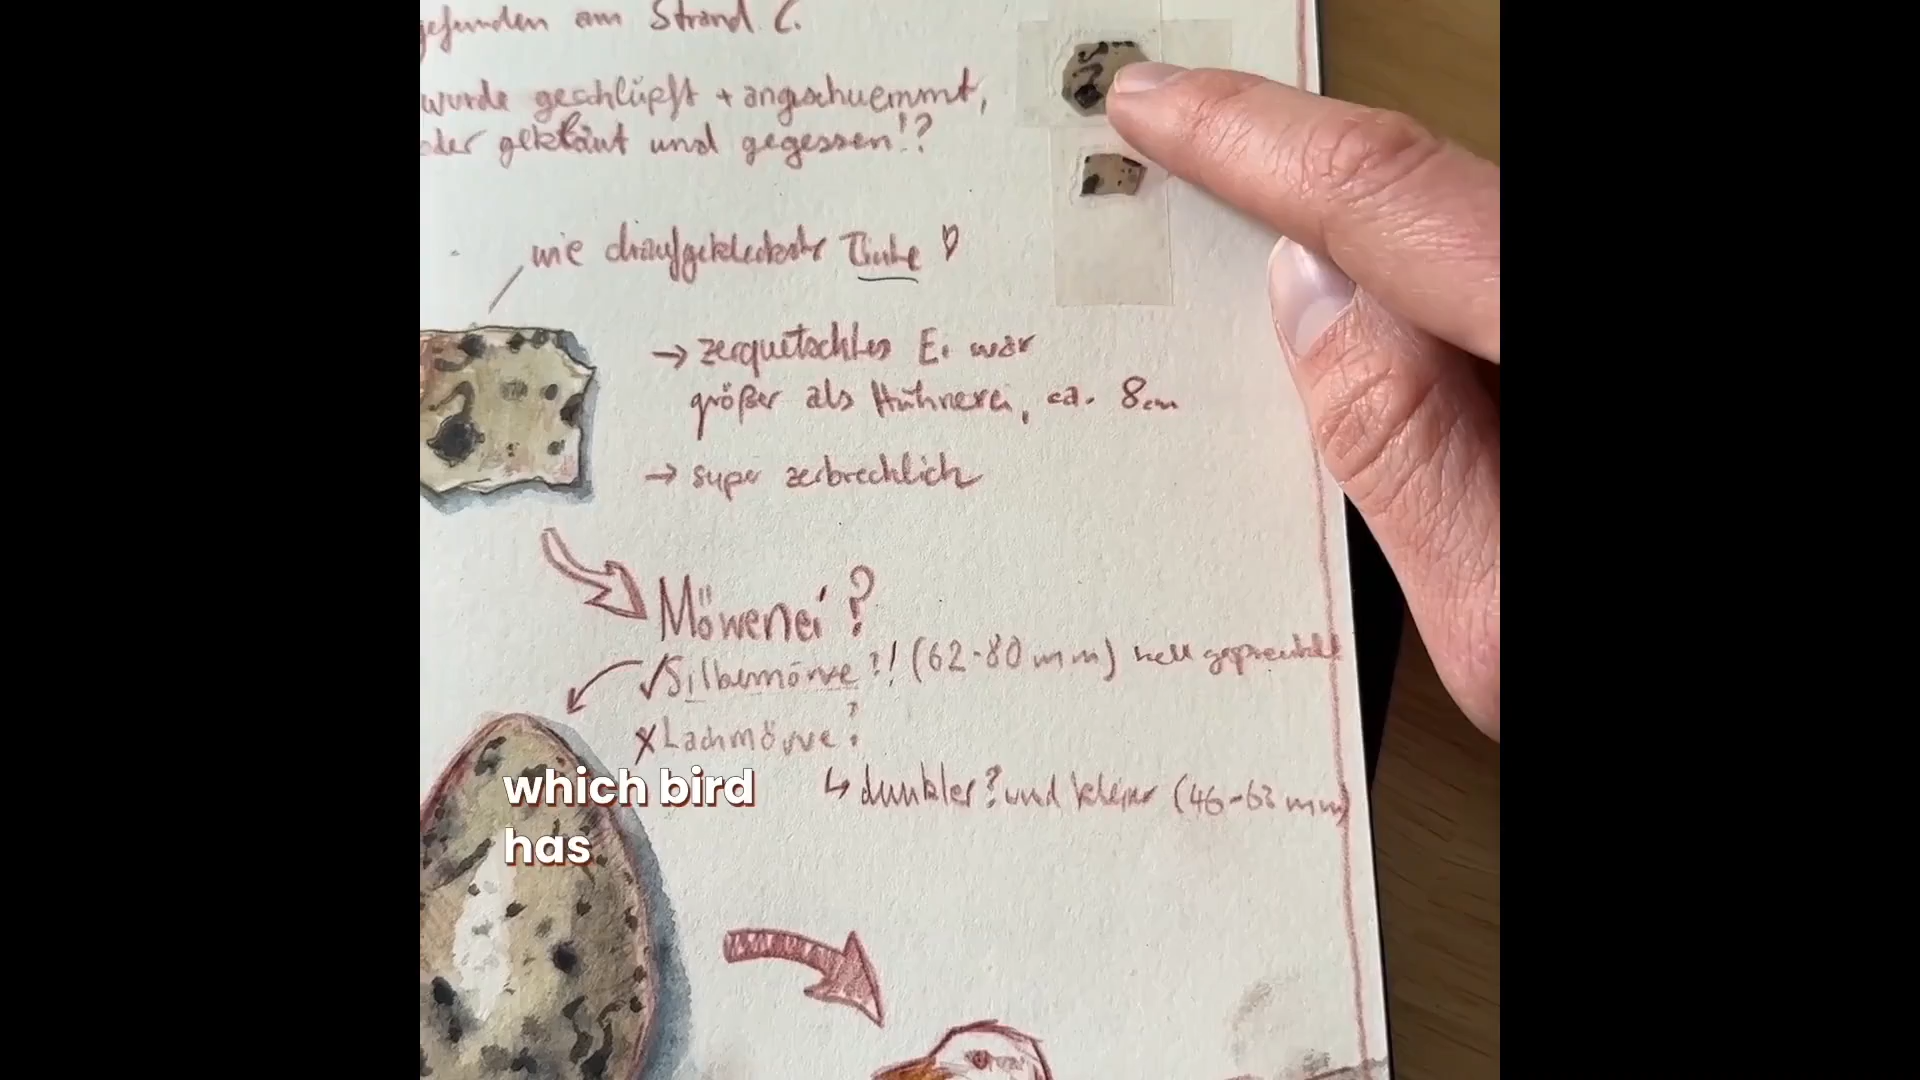 gefunden am Strand C.
wurde geschlüpft + angeschwemmt,
oder geklaut und gegessen!?
wie draufgekleckste Tinte
→ zerquetschtes Ei war
größer als Hühnerei, ca. 8cm
→ super zerbrechlich
Möwenei?
✓Silbermöwe?! (62-80 mm) hell gesprenkelt
xLachmöwe?
↳ dunkler? und kleiner (46-63 mm)
which bird
has